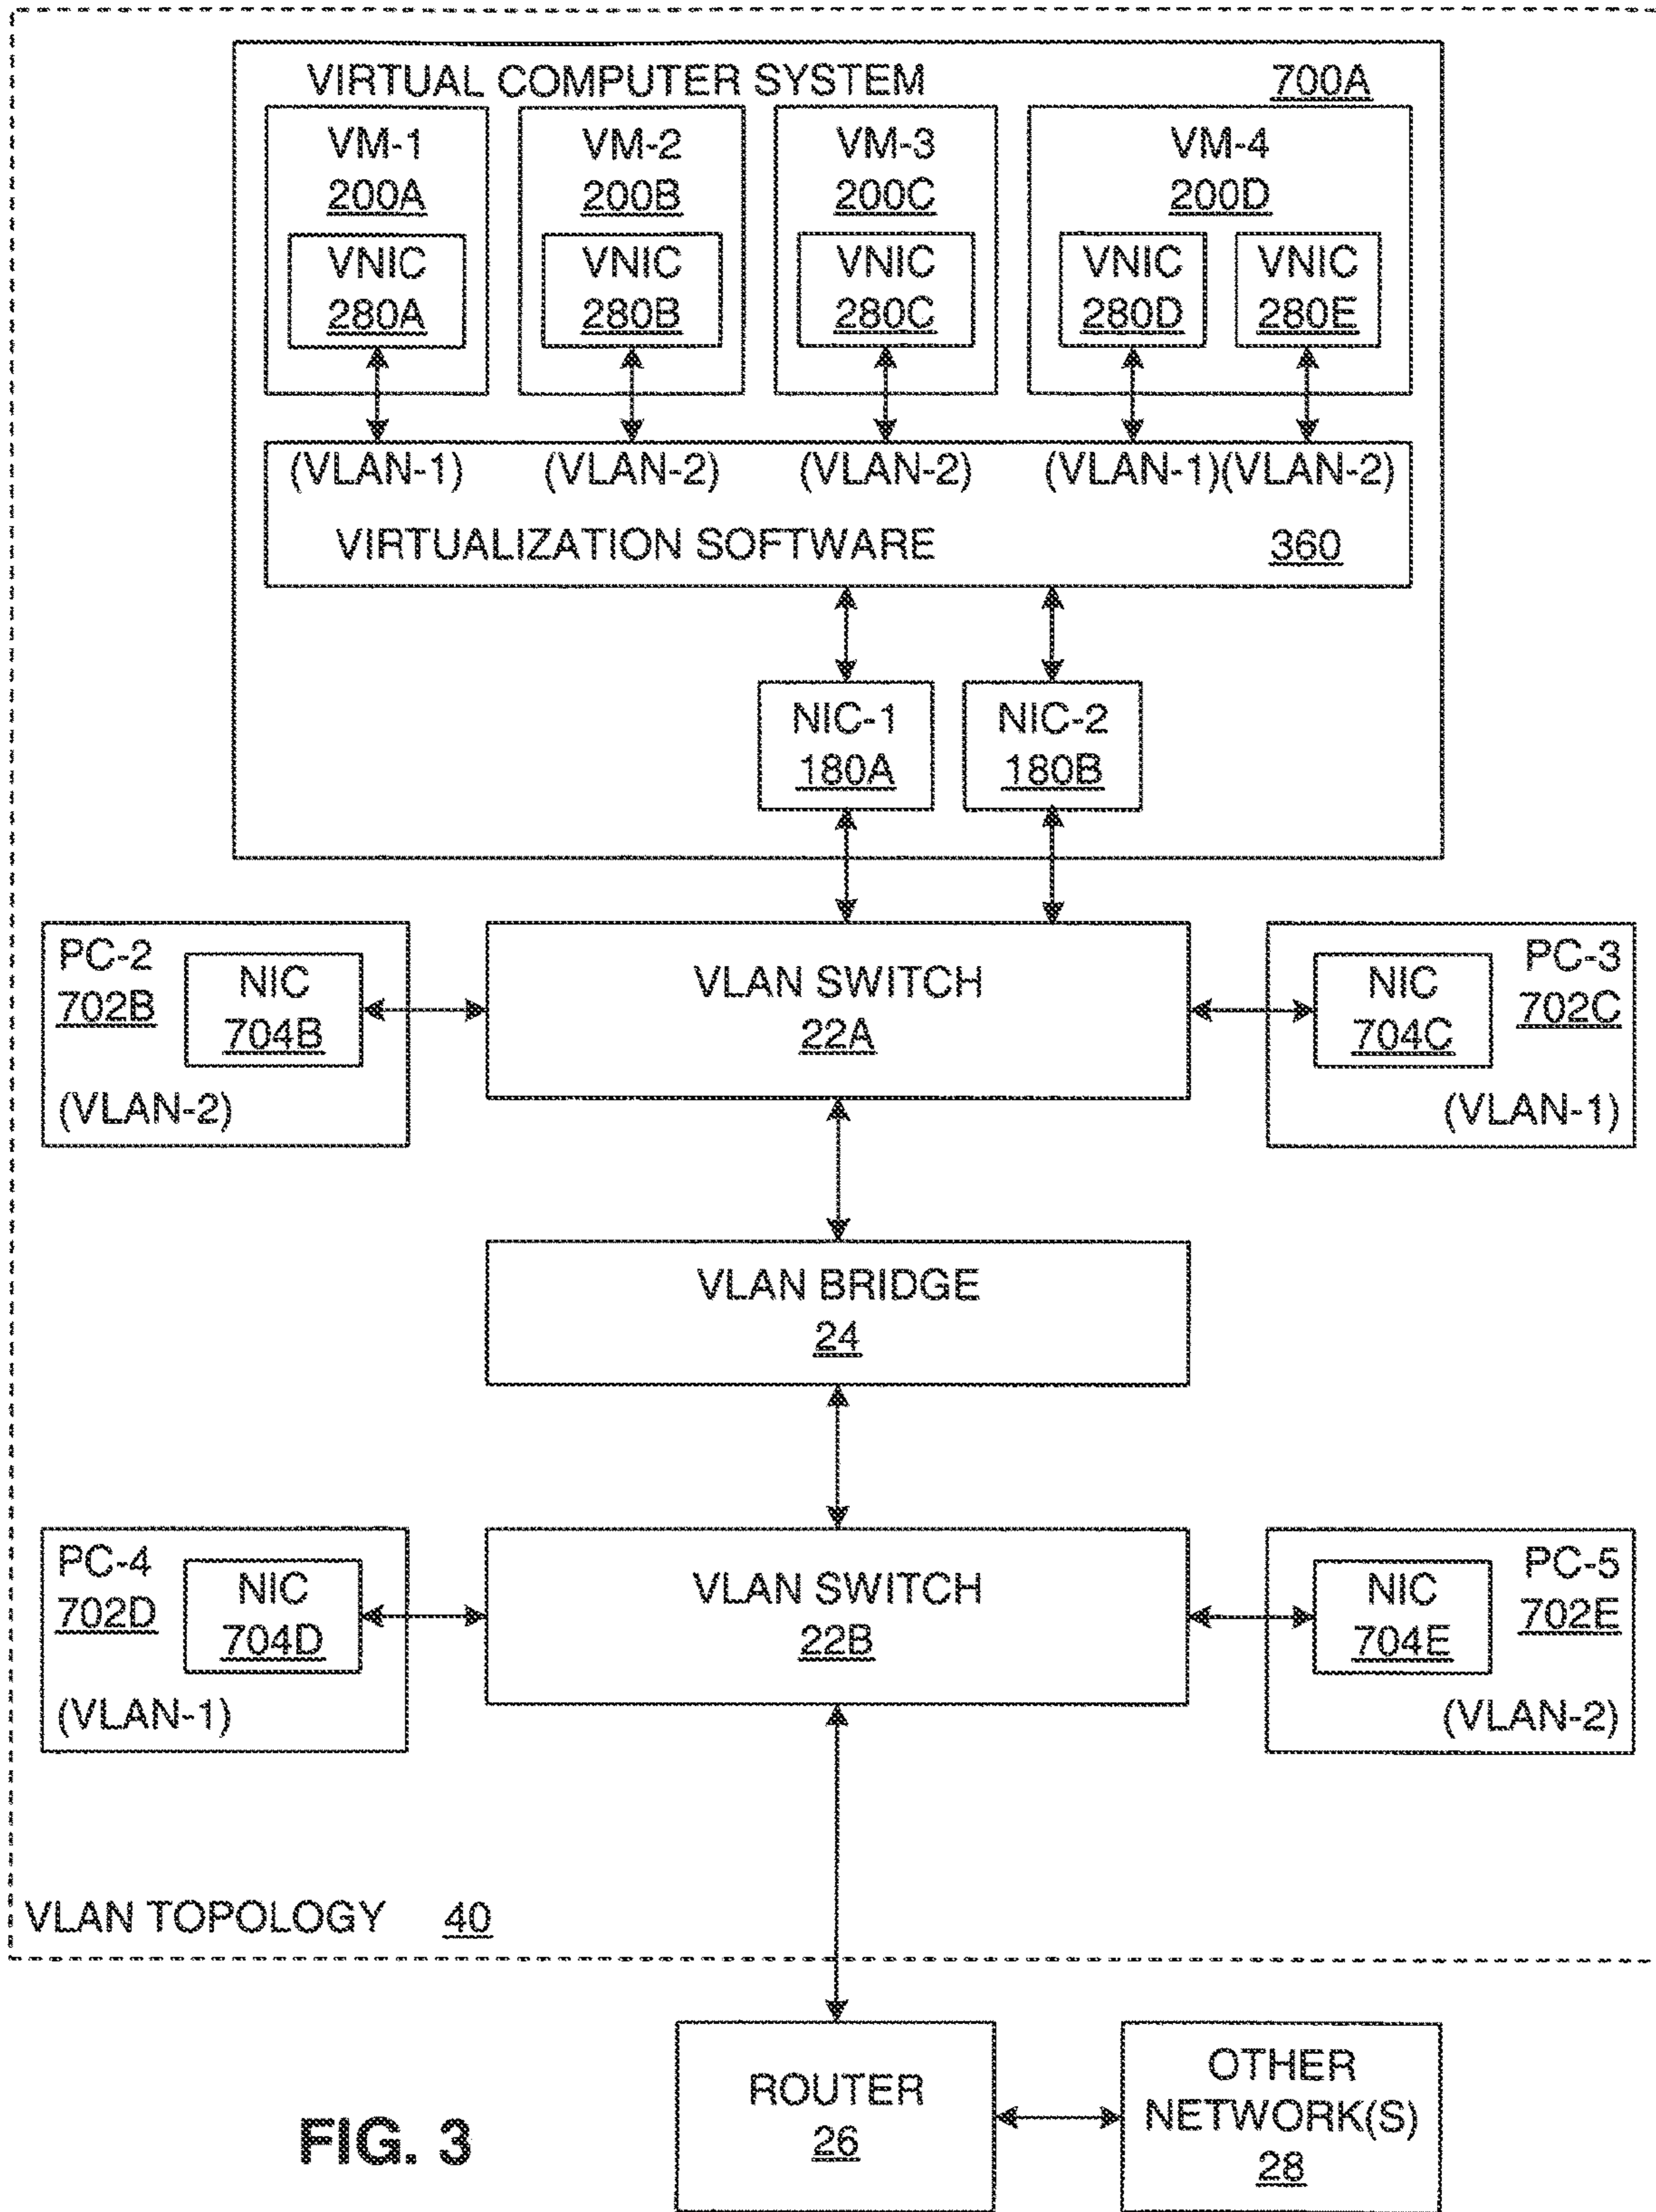 VIRTUAL COMPUTER SYSTEM 700A
VM-1
200A
VNIC
280A
VM-2
200B
VNIC
280B
VM-3
200C
VNIC
280C
VM-4
200D
VNIC
280D
VNIC
280E
(VLAN-1) (VLAN-2) (VLAN-2) (VLAN-1)(VLAN-2)
VIRTUALIZATION SOFTWARE 360
NIC-1
180A
NIC-2
180B
PC-2
702B
NIC
704B
(VLAN-2)
VLAN SWITCH
22A
PC-3
702C
NIC
704C
(VLAN-1)
VLAN BRIDGE
24
PC-4
702D
NIC
704D
(VLAN-1)
VLAN SWITCH
22B
PC-5
702E
NIC
704E
(VLAN-2)
VLAN TOPOLOGY 40
ROUTER
26
OTHER
NETWORK(S)
28
FIG. 3